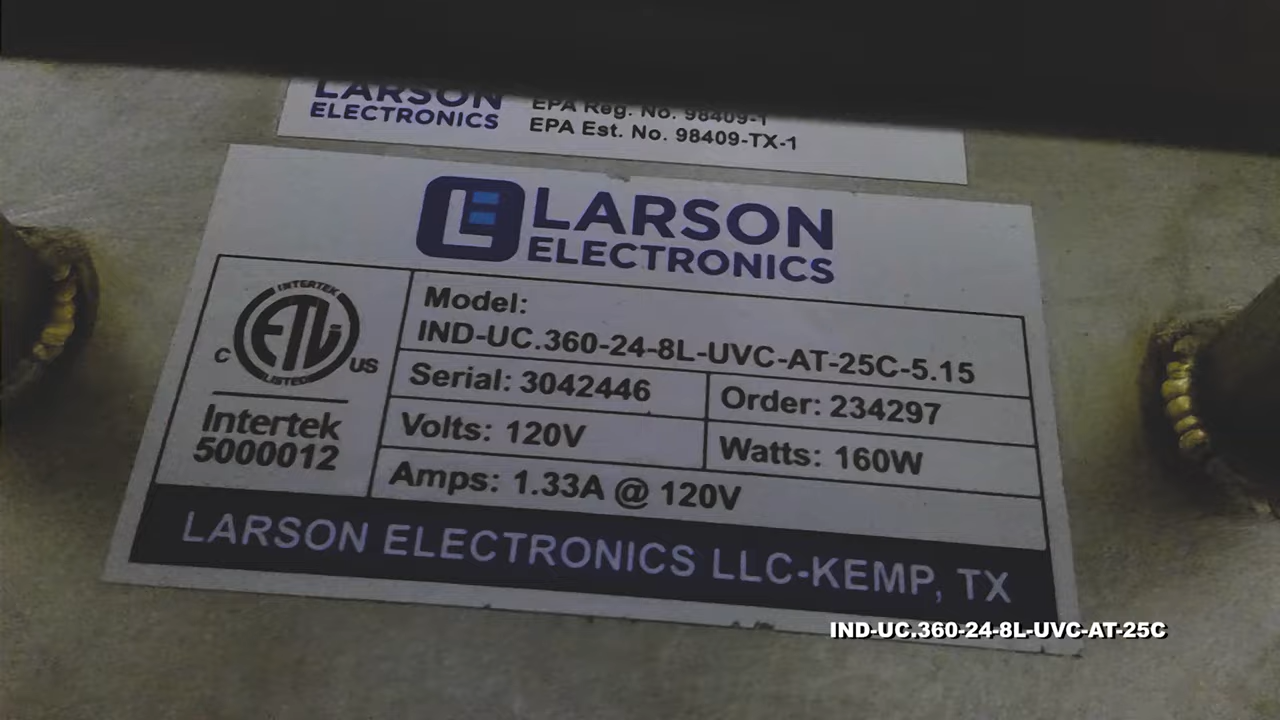 LARSON
ELECTRONICS
EPA Reg. No. 98409-1
EPA Est. No. 98409-TX-1
LE LARSON
ELECTRONICS
INTERTEK
ETL
LISTED
C US
Intertek
5000012
Model:
IND-UC.360-24-8L-UVC-AT-25C-5.15
Serial: 3042446
Order: 234297
Volts: 120V
Watts: 160W
Amps: 1.33A @ 120V
LARSON ELECTRONICS LLC-KEMP, TX
IND-UC.360-24-8L-UVC-AT-25C